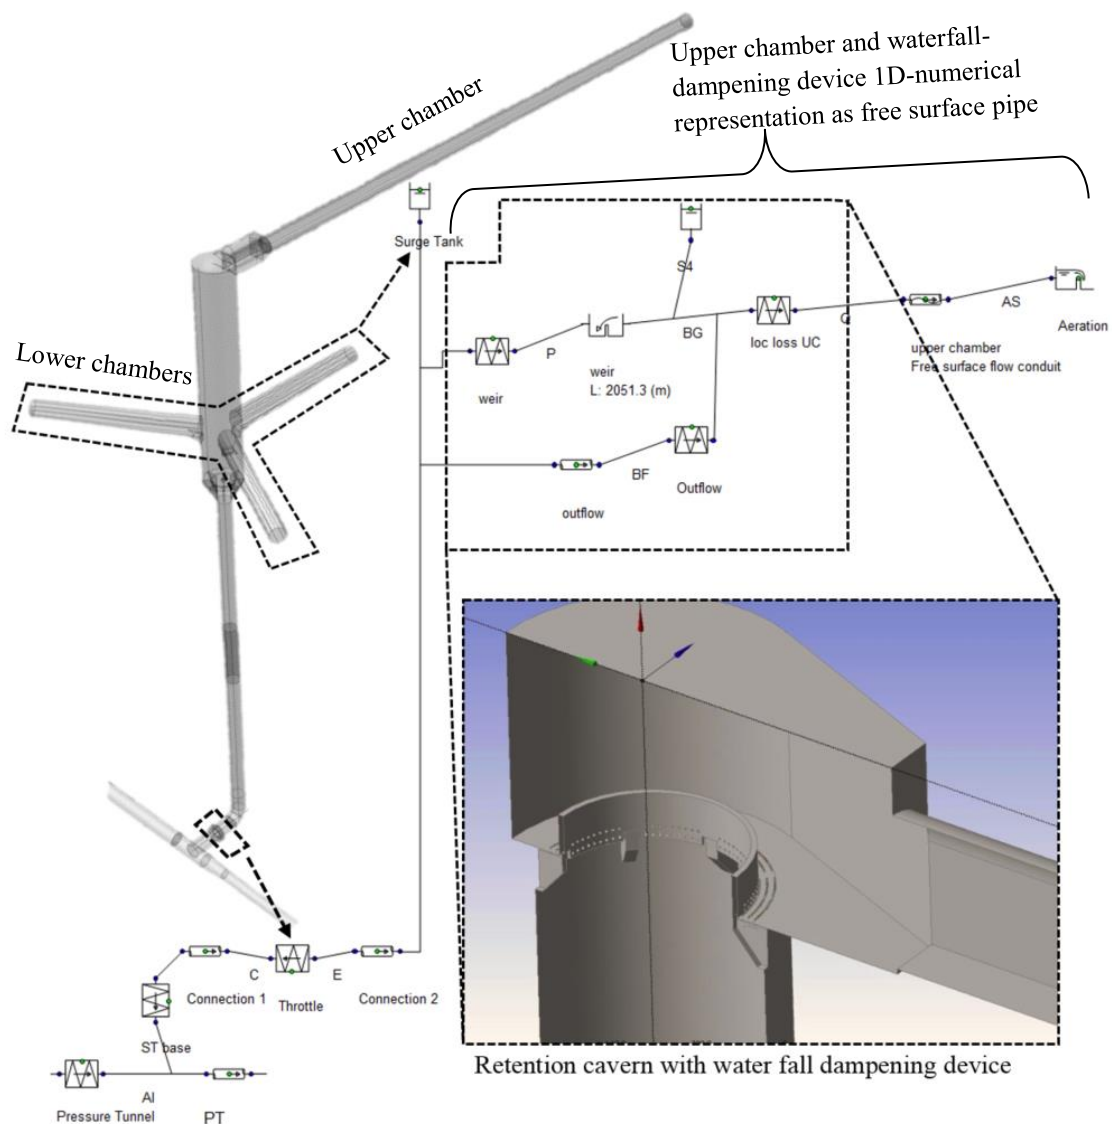 Upper chamber and waterfall-
dampening device 1D-numerical
representation as free surface pipe
Upper chamber
Surge Tank
S4
AS
Aeration
BG
loc loss UC
P
weir
L: 2051.3 (m)
weir
upper chamber
Free surface flow conduit
Lower chambers
BF
Outflow
outflow
C
E
Connection 1
Throttle
Connection 2
ST base
AI
Pressure Tunnel
PT
Retention cavern with water fall dampening device